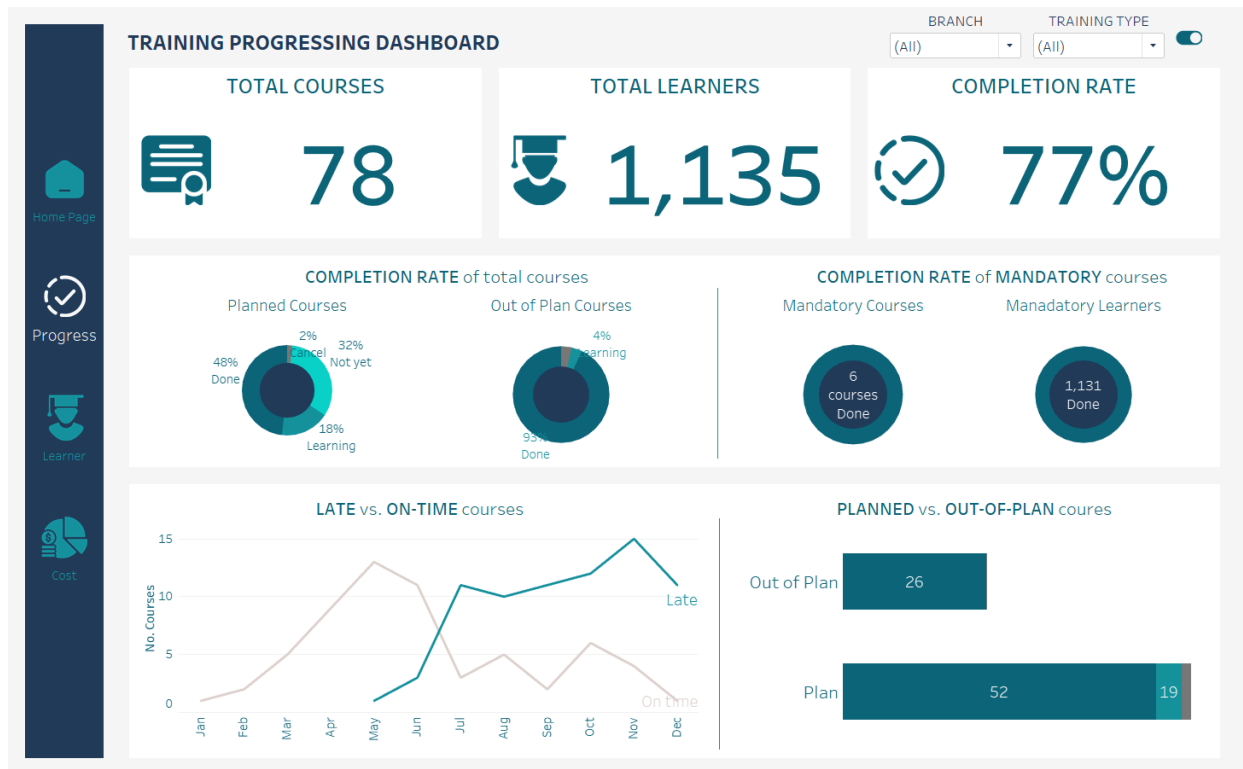 BRANCH
TRAINING TYPE
TRAINING PROGRESSING DASHBOARD
(All)
(All)
TOTAL COURSES
TOTAL LEARNERS
COMPLETION RATE
78
1,135
77%
Home Page
Progress
Learner
Cost
COMPLETION RATE of total courses
Planned Courses
Out of Plan Courses
2%
Cancel
32%
Not yet
48%
Done
18%
Learning
4%
Learning
93%
Done
COMPLETION RATE of MANDATORY courses
Mandatory Courses
Manadatory Learners
6
courses
Done
1,131
Done
LATE vs. ON-TIME courses
No. Courses
15
10
5
0
Late
On time
Jan
Feb
Mar
Apr
May
Jun
Jul
Aug
Sep
Oct
Nov
Dec
PLANNED vs. OUT-OF-PLAN coures
Out of Plan
26
Plan
52
19